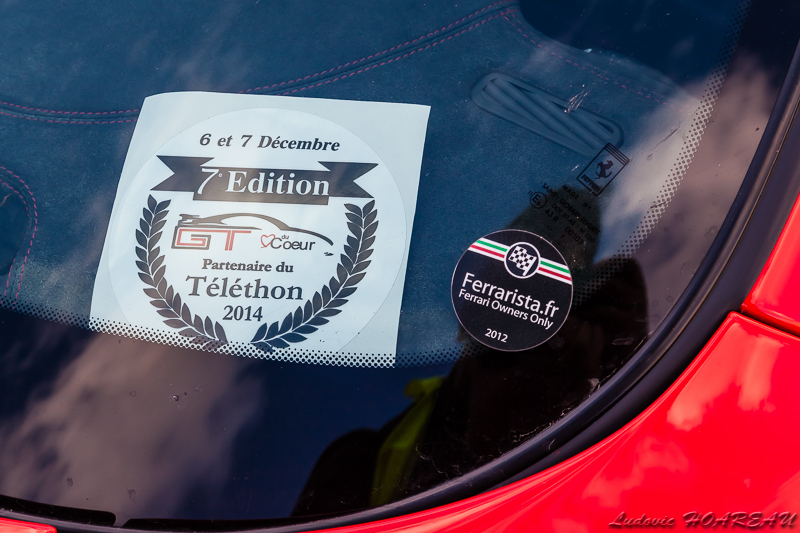 6 et 7 Décembre
7e Edition
GT du Coeur
Partenaire du
Téléthon
2014
Ferrarista.fr
Ferrari Owners Only
2012
Ludovic HOAREAU